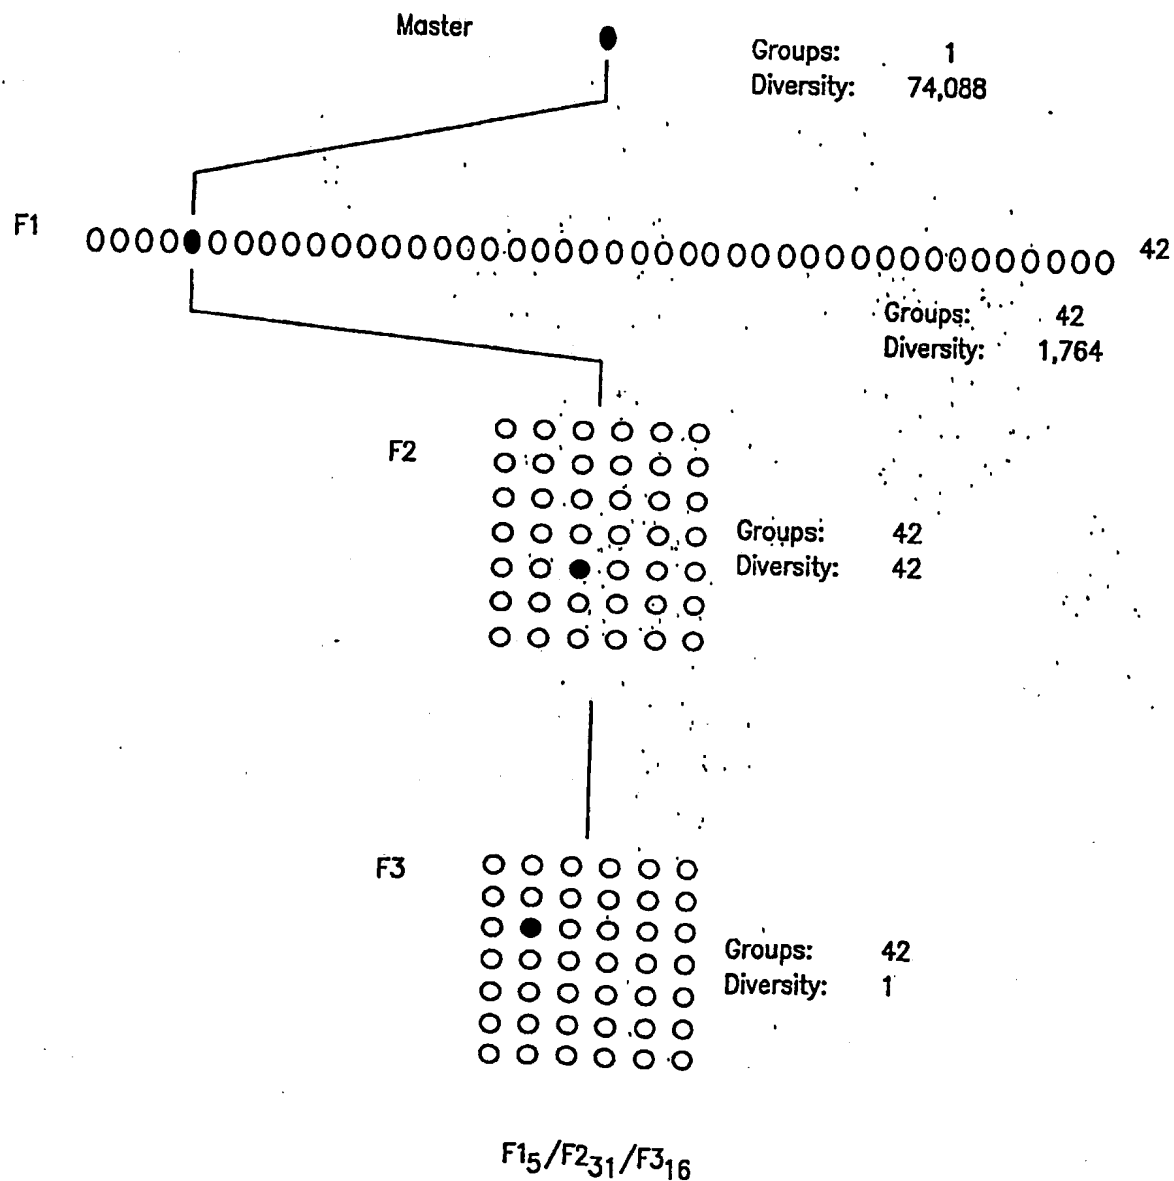 Master
Groups: 1
Diversity: 74,088
F1
42
Groups: 42
Diversity: 1,764
F2
Groups: 42
Diversity: 42
F3
Groups: 42
Diversity: 1
F1₅/F2₃₁/F3₁₆